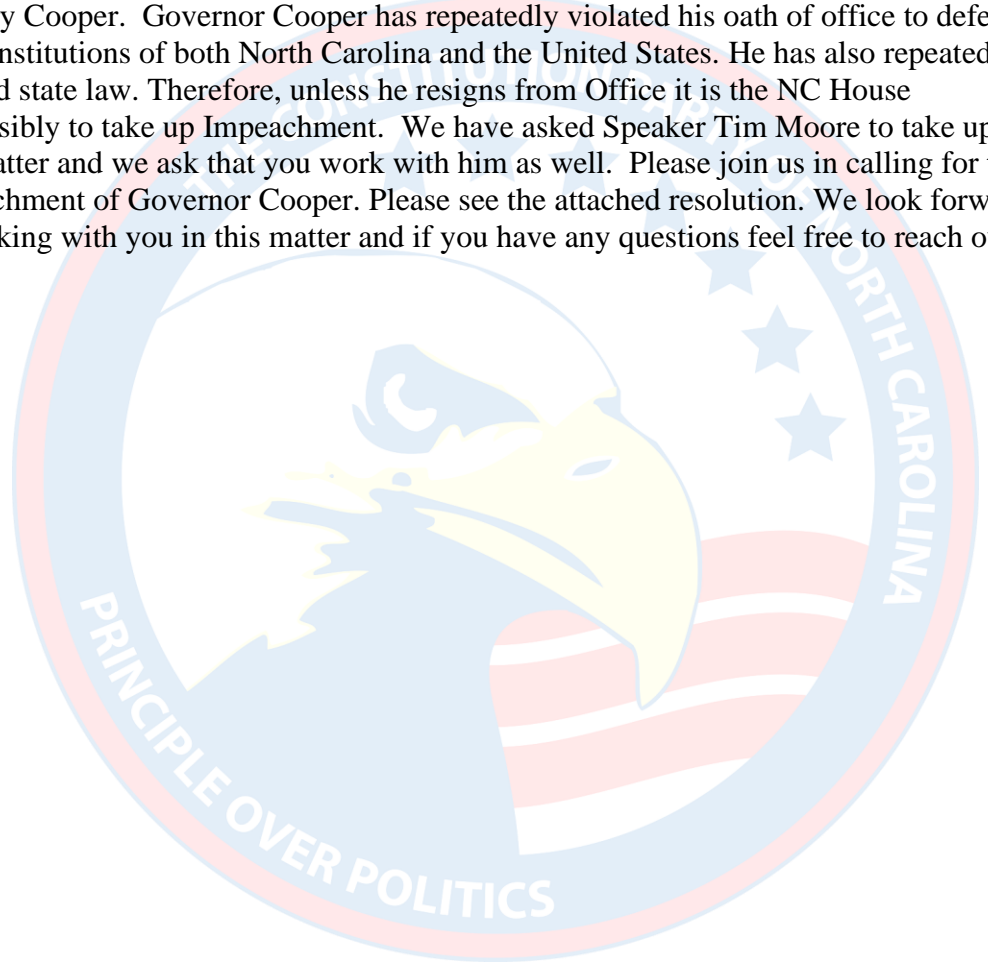 y Cooper.  Governor Cooper has repeatedly violated his oath of office to defe
nstitutions of both North Carolina and the United States. He has also repeated
d state law. Therefore, unless he resigns from Office it is the NC House
sibly to take up Impeachment.  We have asked Speaker Tim Moore to take up
atter and we ask that you work with him as well.  Please join us in calling for
chment of Governor Cooper. Please see the attached resolution. We look forw
king with you in this matter and if you have any questions feel free to reach o
THE CONSTITUTION PARTY OF NORTH CAROLINA
PRINCIPLE OVER POLITICS